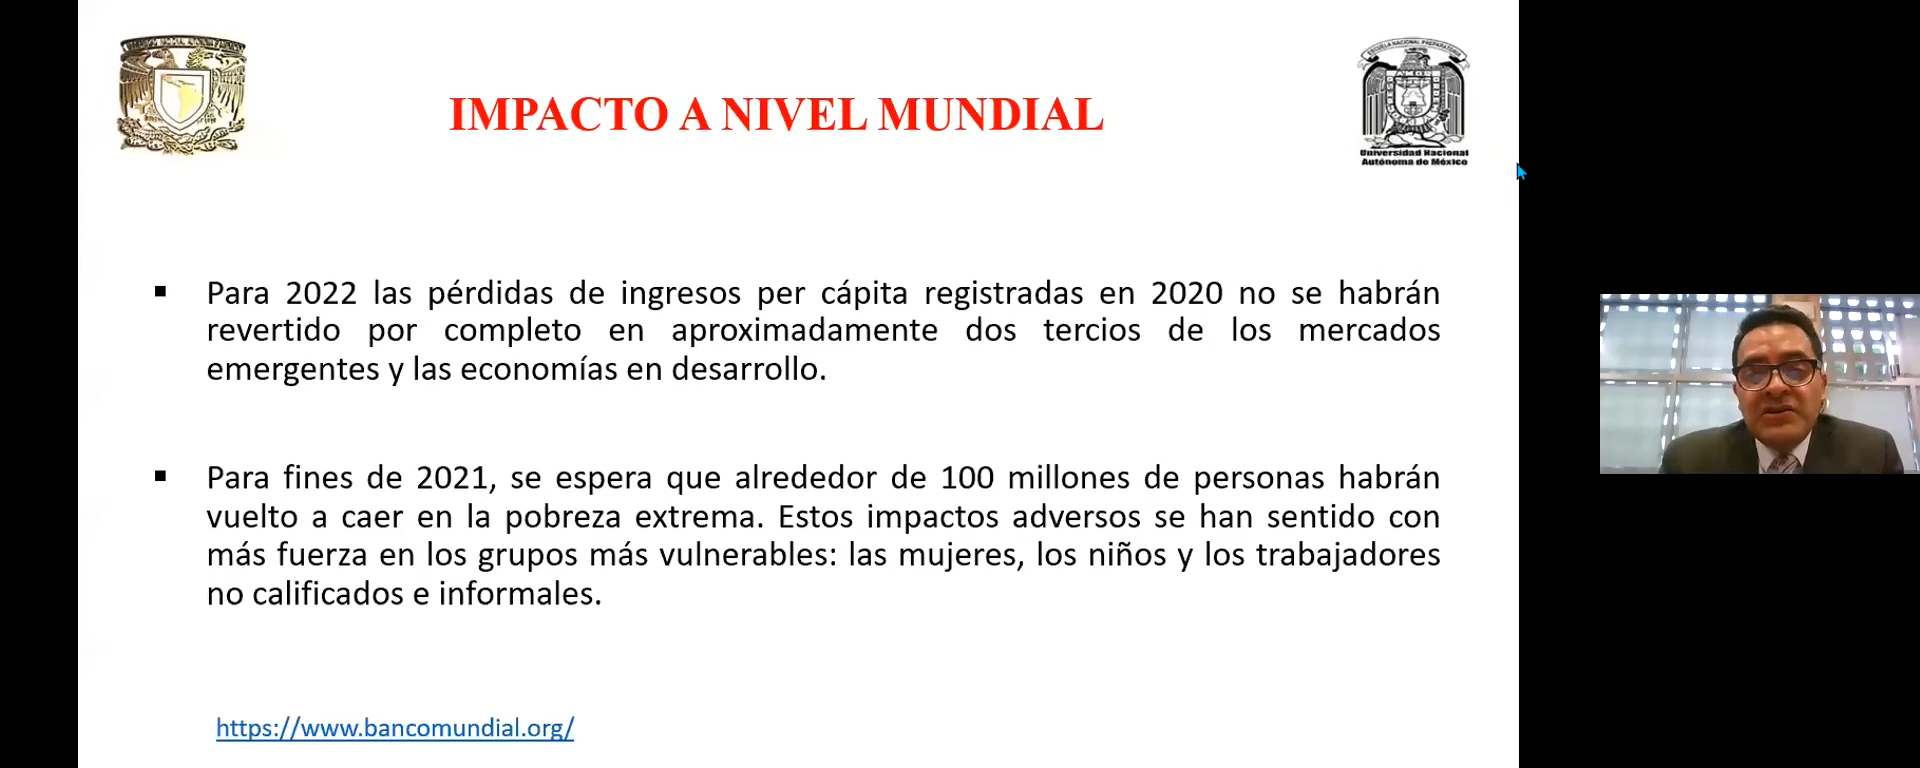 IMPACTO A NIVEL MUNDIAL
ESCUELA NACIONAL PREPARATORIA
Universidad Nacional
Autónoma de México
▪ Para 2022 las pérdidas de ingresos per cápita registradas en 2020 no se habrán
revertido por completo en aproximadamente dos tercios de los mercados
emergentes y las economías en desarrollo.
▪ Para fines de 2021, se espera que alrededor de 100 millones de personas habrán
vuelto a caer en la pobreza extrema. Estos impactos adversos se han sentido con
más fuerza en los grupos más vulnerables: las mujeres, los niños y los trabajadores
no calificados e informales.
https://www.bancomundial.org/